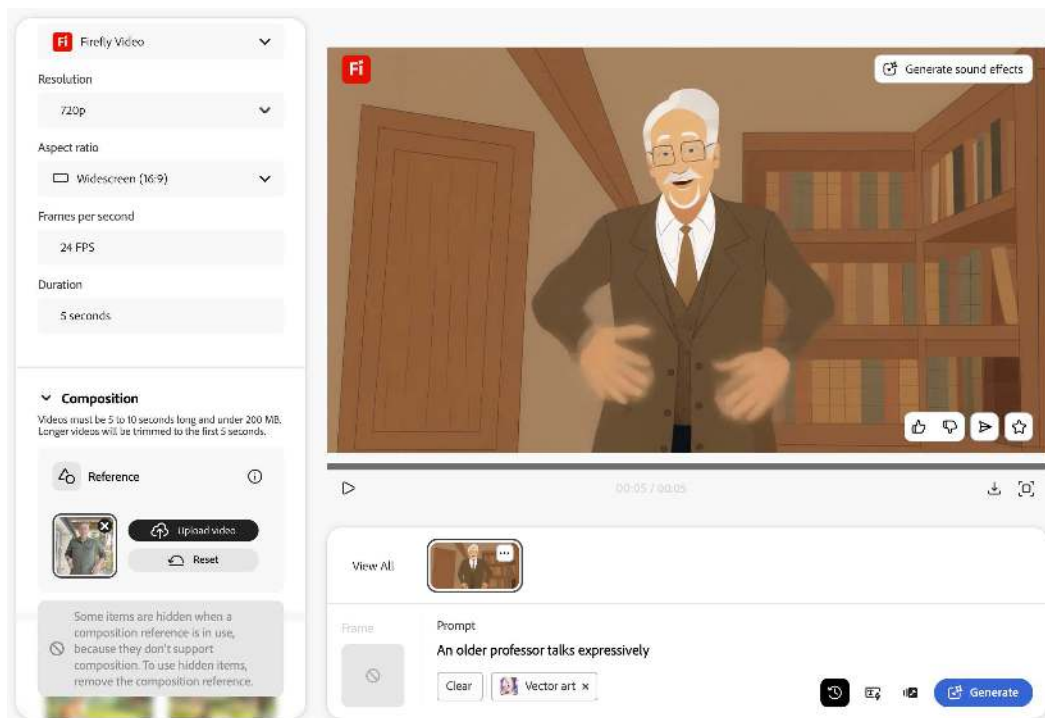 Fi Firefly Video
Resolution
720p
Aspect ratio
Widescreen (16:9)
Frames per second
24 FPS
Duration
5 seconds
Composition
Videos must be 5 to 10 seconds long and under 200 MB.
Longer videos will be trimmed to the first 5 seconds.
Reference
Upload video
Reset
Some items are hidden when a
composition reference is in use,
because they don't support
composition. To use hidden items,
remove the composition reference.
Fi
Generate sound effects
00:05 / 00:05
View All
Frame
Prompt
An older professor talks expressively
Clear
Vector art ×
Generate